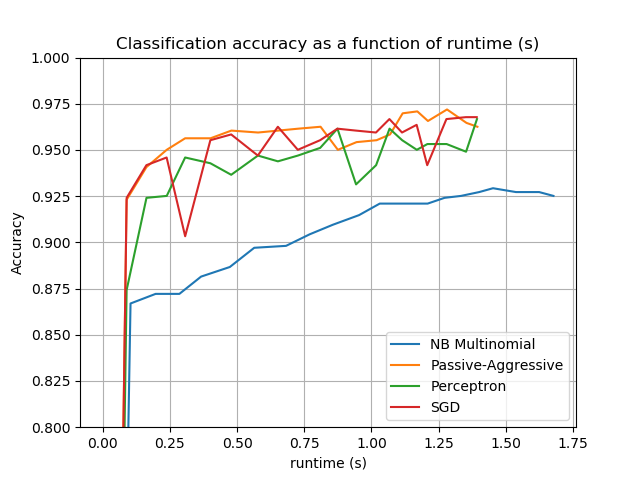 Classification accuracy as a function of runtime (s)
1.000
0.975
0.950
0.925
0.900
0.875
0.850
0.825
0.800
Accuracy
NB Multinomial
Passive-Aggressive
Perceptron
SGD
0.00 0.25 0.50 0.75 1.00 1.25 1.50 1.75
runtime (s)